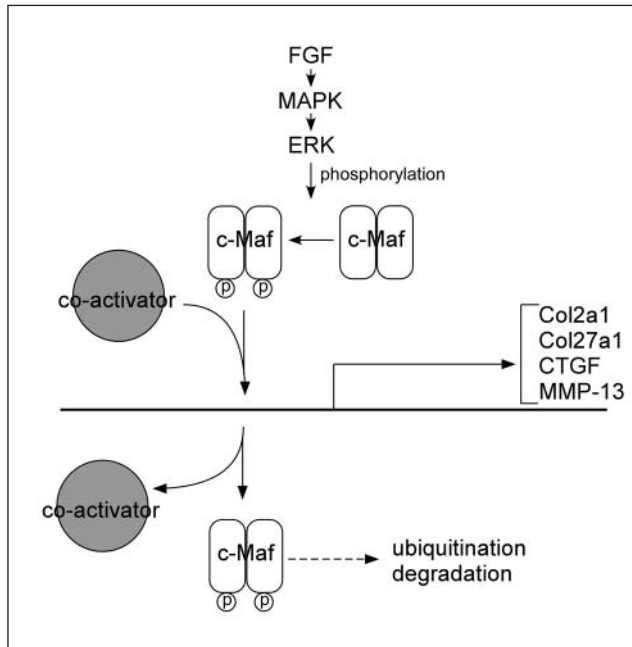 FGF
MAPK
ERK
phosphorylation
c-Maf
c-Maf
p
p
co-activator
Col2a1
Col27a1
CTGF
MMP-13
co-activator
c-Maf
p
p
ubiquitination
degradation